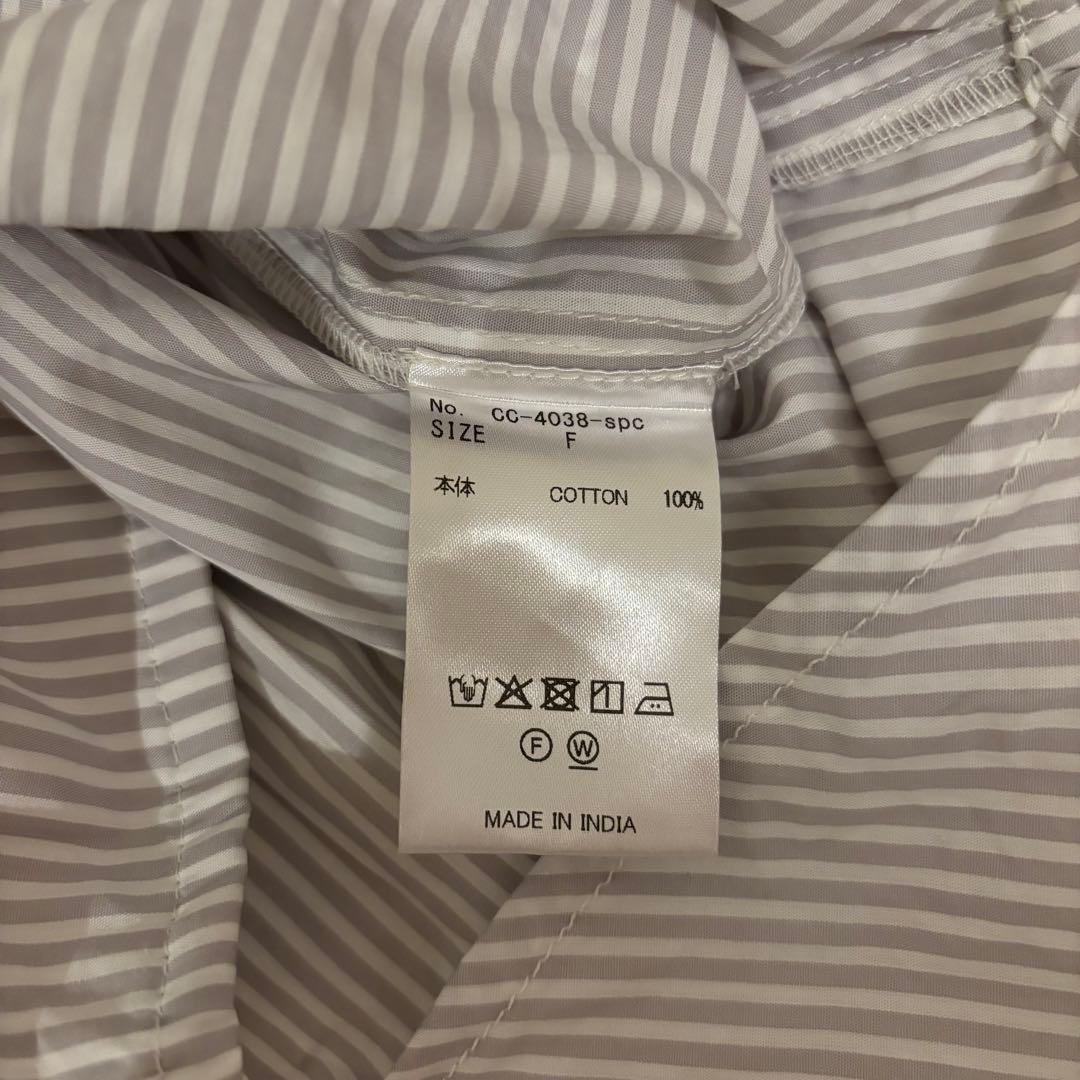 No. CC-4038-spc
SIZE F
本体 COTTON 100%
F W
MADE IN INDIA